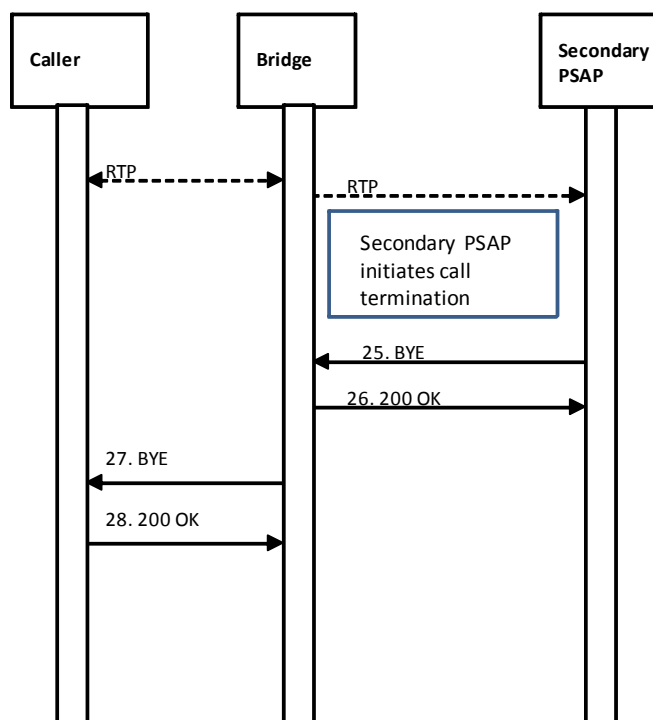 Caller
Bridge
Secondary
PSAP
RTP
RTP
Secondary PSAP
initiates call
termination
25. BYE
26. 200 OK
27. BYE
28. 200 OK